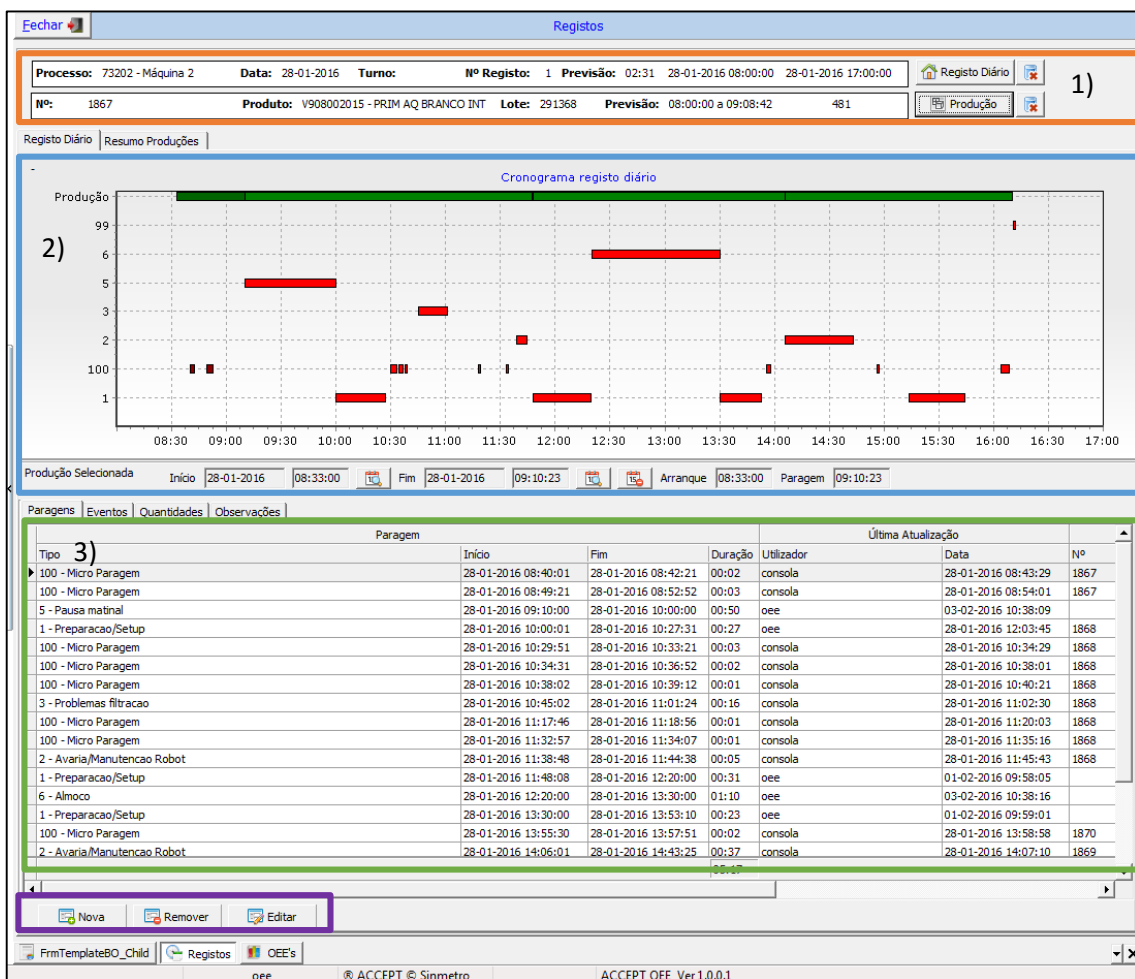 Fechar Registos
Processo: 73202 - Máquina 2 Data: 28-01-2016 Turno: Nº Registo: 1 Previsão: 02:31 28-01-2016 08:00:00 28-01-2016 17:00:00 Registo Diário 1)
Nº: 1867 Produto: V908002015 - PRIM AQ BRANCO INT Lote: 291368 Previsão: 08:00:00 a 09:08:42 481 Produção
Registo Diário Resumo Produções
-
Cronograma registo diário
Produção
99
2)
6
5
3
2
100
1
08:30 09:00 09:30 10:00 10:30 11:00 11:30 12:00 12:30 13:00 13:30 14:00 14:30 15:00 15:30 16:00 16:30 17:00
Produção Selecionada Início 28-01-2016 08:33:00 Fim 28-01-2016 09:10:23 Arranque 08:33:00 Paragem 09:10:23
Paragens Eventos Quantidades Observações
Paragem Última Atualização
3)
Tipo Início Fim Duração Utilizador Data Nº
100 - Micro Paragem 28-01-2016 08:40:01 28-01-2016 08:42:21 00:02 consola 28-01-2016 08:43:29 1867
100 - Micro Paragem 28-01-2016 08:49:21 28-01-2016 08:52:52 00:03 consola 28-01-2016 08:54:01 1867
5 - Pausa matinal 28-01-2016 09:10:00 28-01-2016 10:00:00 00:50 oee 03-02-2016 10:38:09
1 - Preparacao/Setup 28-01-2016 10:00:01 28-01-2016 10:27:31 00:27 oee 28-01-2016 12:03:45 1868
100 - Micro Paragem 28-01-2016 10:29:51 28-01-2016 10:33:21 00:03 consola 28-01-2016 10:34:29 1868
100 - Micro Paragem 28-01-2016 10:34:31 28-01-2016 10:36:52 00:02 consola 28-01-2016 10:38:01 1868
100 - Micro Paragem 28-01-2016 10:38:02 28-01-2016 10:39:12 00:01 consola 28-01-2016 10:40:21 1868
3 - Problemas filtracao 28-01-2016 10:45:02 28-01-2016 11:01:24 00:16 consola 28-01-2016 11:02:30 1868
100 - Micro Paragem 28-01-2016 11:17:46 28-01-2016 11:18:56 00:01 consola 28-01-2016 11:20:03 1868
100 - Micro Paragem 28-01-2016 11:32:57 28-01-2016 11:34:07 00:01 consola 28-01-2016 11:35:16 1868
2 - Avaria/Manutencao Robot 28-01-2016 11:38:48 28-01-2016 11:44:38 00:05 consola 28-01-2016 11:45:43 1868
1 - Preparacao/Setup 28-01-2016 11:48:08 28-01-2016 12:20:00 00:31 oee 01-02-2016 09:58:05
6 - Almoco 28-01-2016 12:20:00 28-01-2016 13:30:00 01:10 oee 03-02-2016 10:38:16
1 - Preparacao/Setup 28-01-2016 13:30:00 28-01-2016 13:53:10 00:23 oee 01-02-2016 09:59:01
100 - Micro Paragem 28-01-2016 13:55:30 28-01-2016 13:57:51 00:02 consola 28-01-2016 13:58:58 1870
2 - Avaria/Manutencao Robot 28-01-2016 14:06:01 28-01-2016 14:43:25 00:37 consola 28-01-2016 14:07:10 1869
Nova Remover Editar
FrmTemplateBO_Child Registos OEE's
oee ® ACCEPT © Sinmetro ACCEPT OEE Ver 1.0.0.1